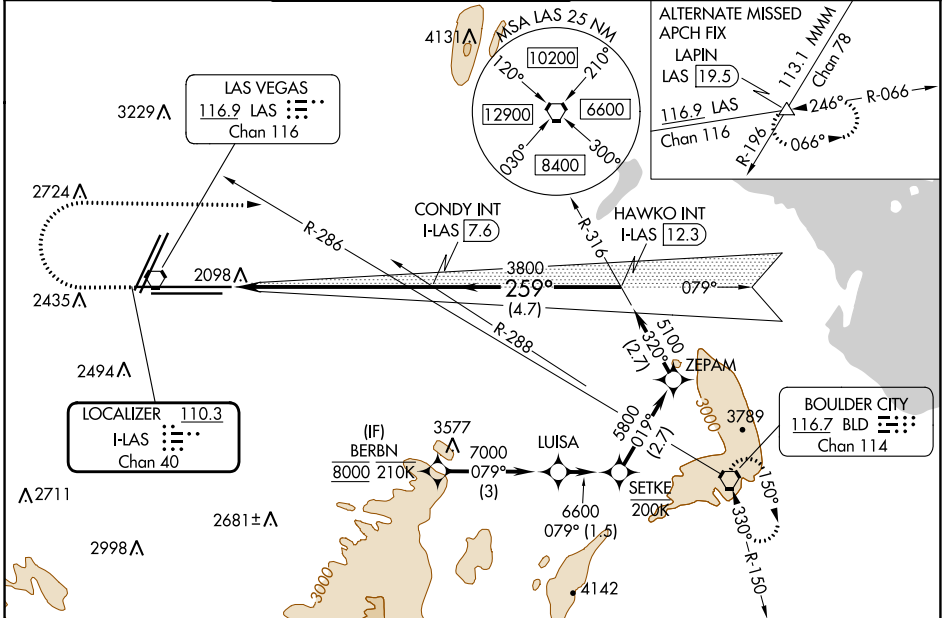 4131
MSA LAS 25 NM
10200
120°
210°
12900
6600
030°
300°
8400
ALTERNATE MISSED
APCH FIX
LAPIN
LAS 19.5
113.1 MMM
Chan 78
116.9 LAS
Chan 116
246°
R-066
066°
R-196
LAS VEGAS
116.9 LAS
Chan 116
3229
2724
R-286
CONDY INT
I-LAS 7.6
R-316
HAWKO INT
I-LAS 12.3
2098
3800
259°
(4.7)
079°
2435
R-288
5100
320°
(2.7)
ZEPAM
2494
LOCALIZER 110.3
I-LAS
Chan 40
3000
3789
BOULDER CITY
116.7 BLD
Chan 114
(IF)
BERBN
8000 210K
3577
7000
079°
(3)
LUISA
5800
019°
(2.7)
SETKE
200K
6600
079° (1.5)
150°
330°
R-150
2711
2681±
2998
3000
4142